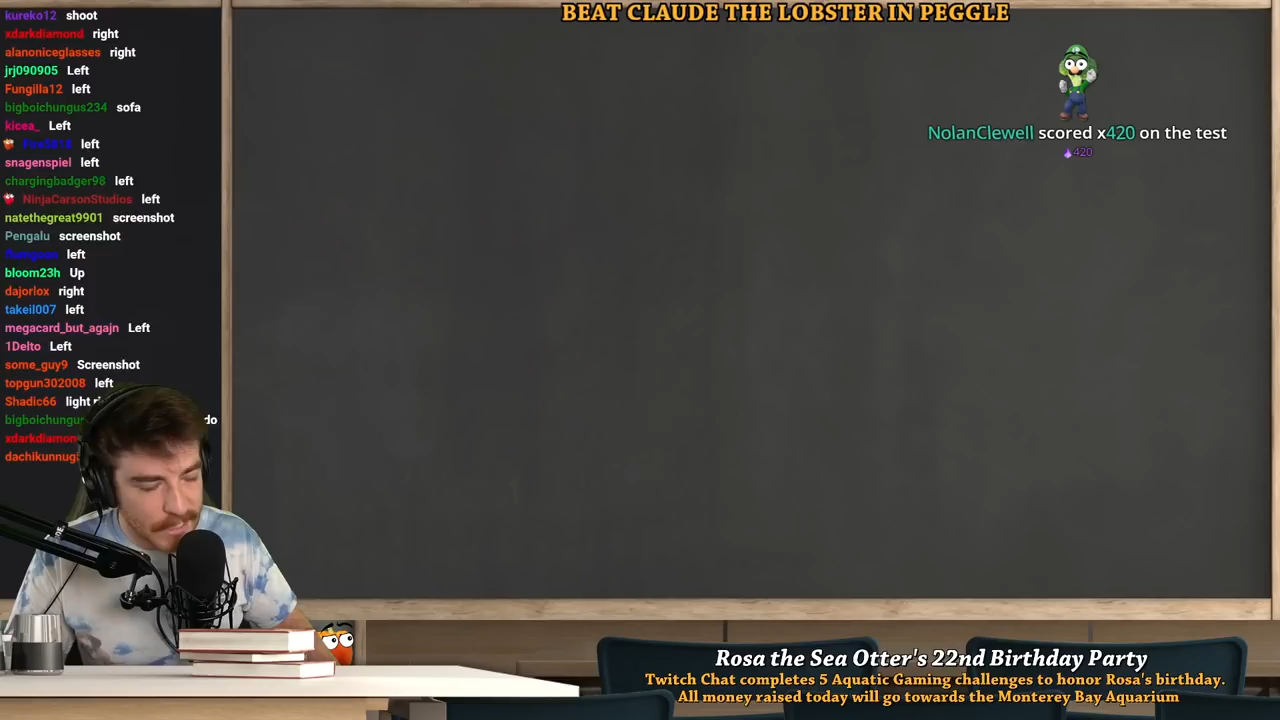 BEAT CLAUDE THE LOBSTER IN PEGGLE
kureko12 shoot
xdarkdiamond right
alanoniceglasses right
jrj090905 Left
Fungilla12 left
bigboichungus234 sofa
kicea_ Left
left
snagenspiel left
chargingbadger98 left
NinjaCarsonStudios left
natethegreat9901 screenshot
Pengalu screenshot
left
bloom23h Up
dajorlox right
takeil007 left
megacard_but_agajn Left
1Delto Left
some_guy9 Screenshot
topgun302008 left
Shadic66 light
do
NolanClewell scored x420 on the test
420
Rosa the Sea Otter's 22nd Birthday Party
Twitch Chat completes 5 Aquatic Gaming challenges to honor Rosa's birthday.
All money raised today will go towards the Monterey Bay Aquarium